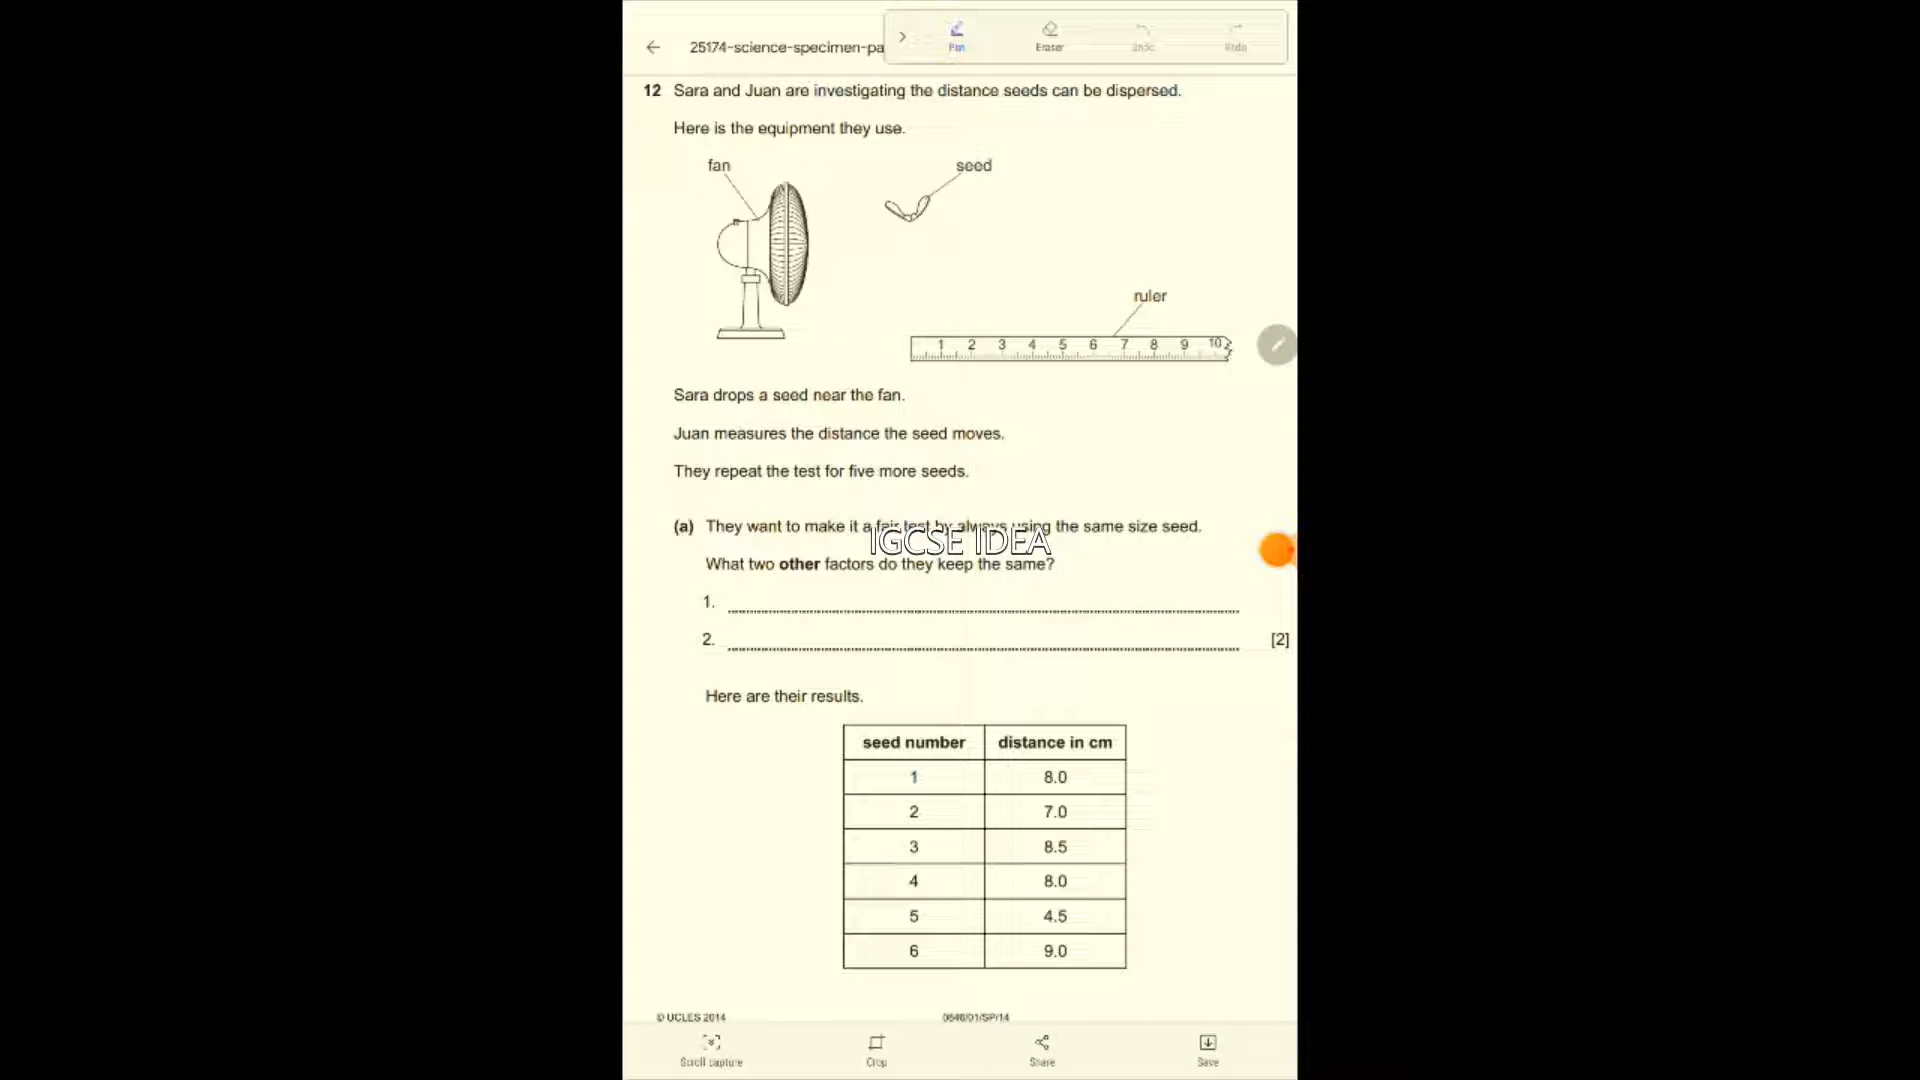 25174-science-specimen-pa
Pen
Eraser
Undo
Redo
12 Sara and Juan are investigating the distance seeds can be dispersed.
Here is the equipment they use.
fan
seed
ruler
1 2 3 4 5 6 7 8 9 10
Sara drops a seed near the fan.
Juan measures the distance the seed moves.
They repeat the test for five more seeds.
(a) They want to make it a fair test by always using the same size seed.
IGCSE IDEA
What two other factors do they keep the same?
1.
2. [2]
Here are their results.
seed number distance in cm
1 8.0
2 7.0
3 8.5
4 8.0
5 4.5
6 9.0
© UCLES 2014 0846/01/SP/14
Scroll capture
Crop
Share
Save